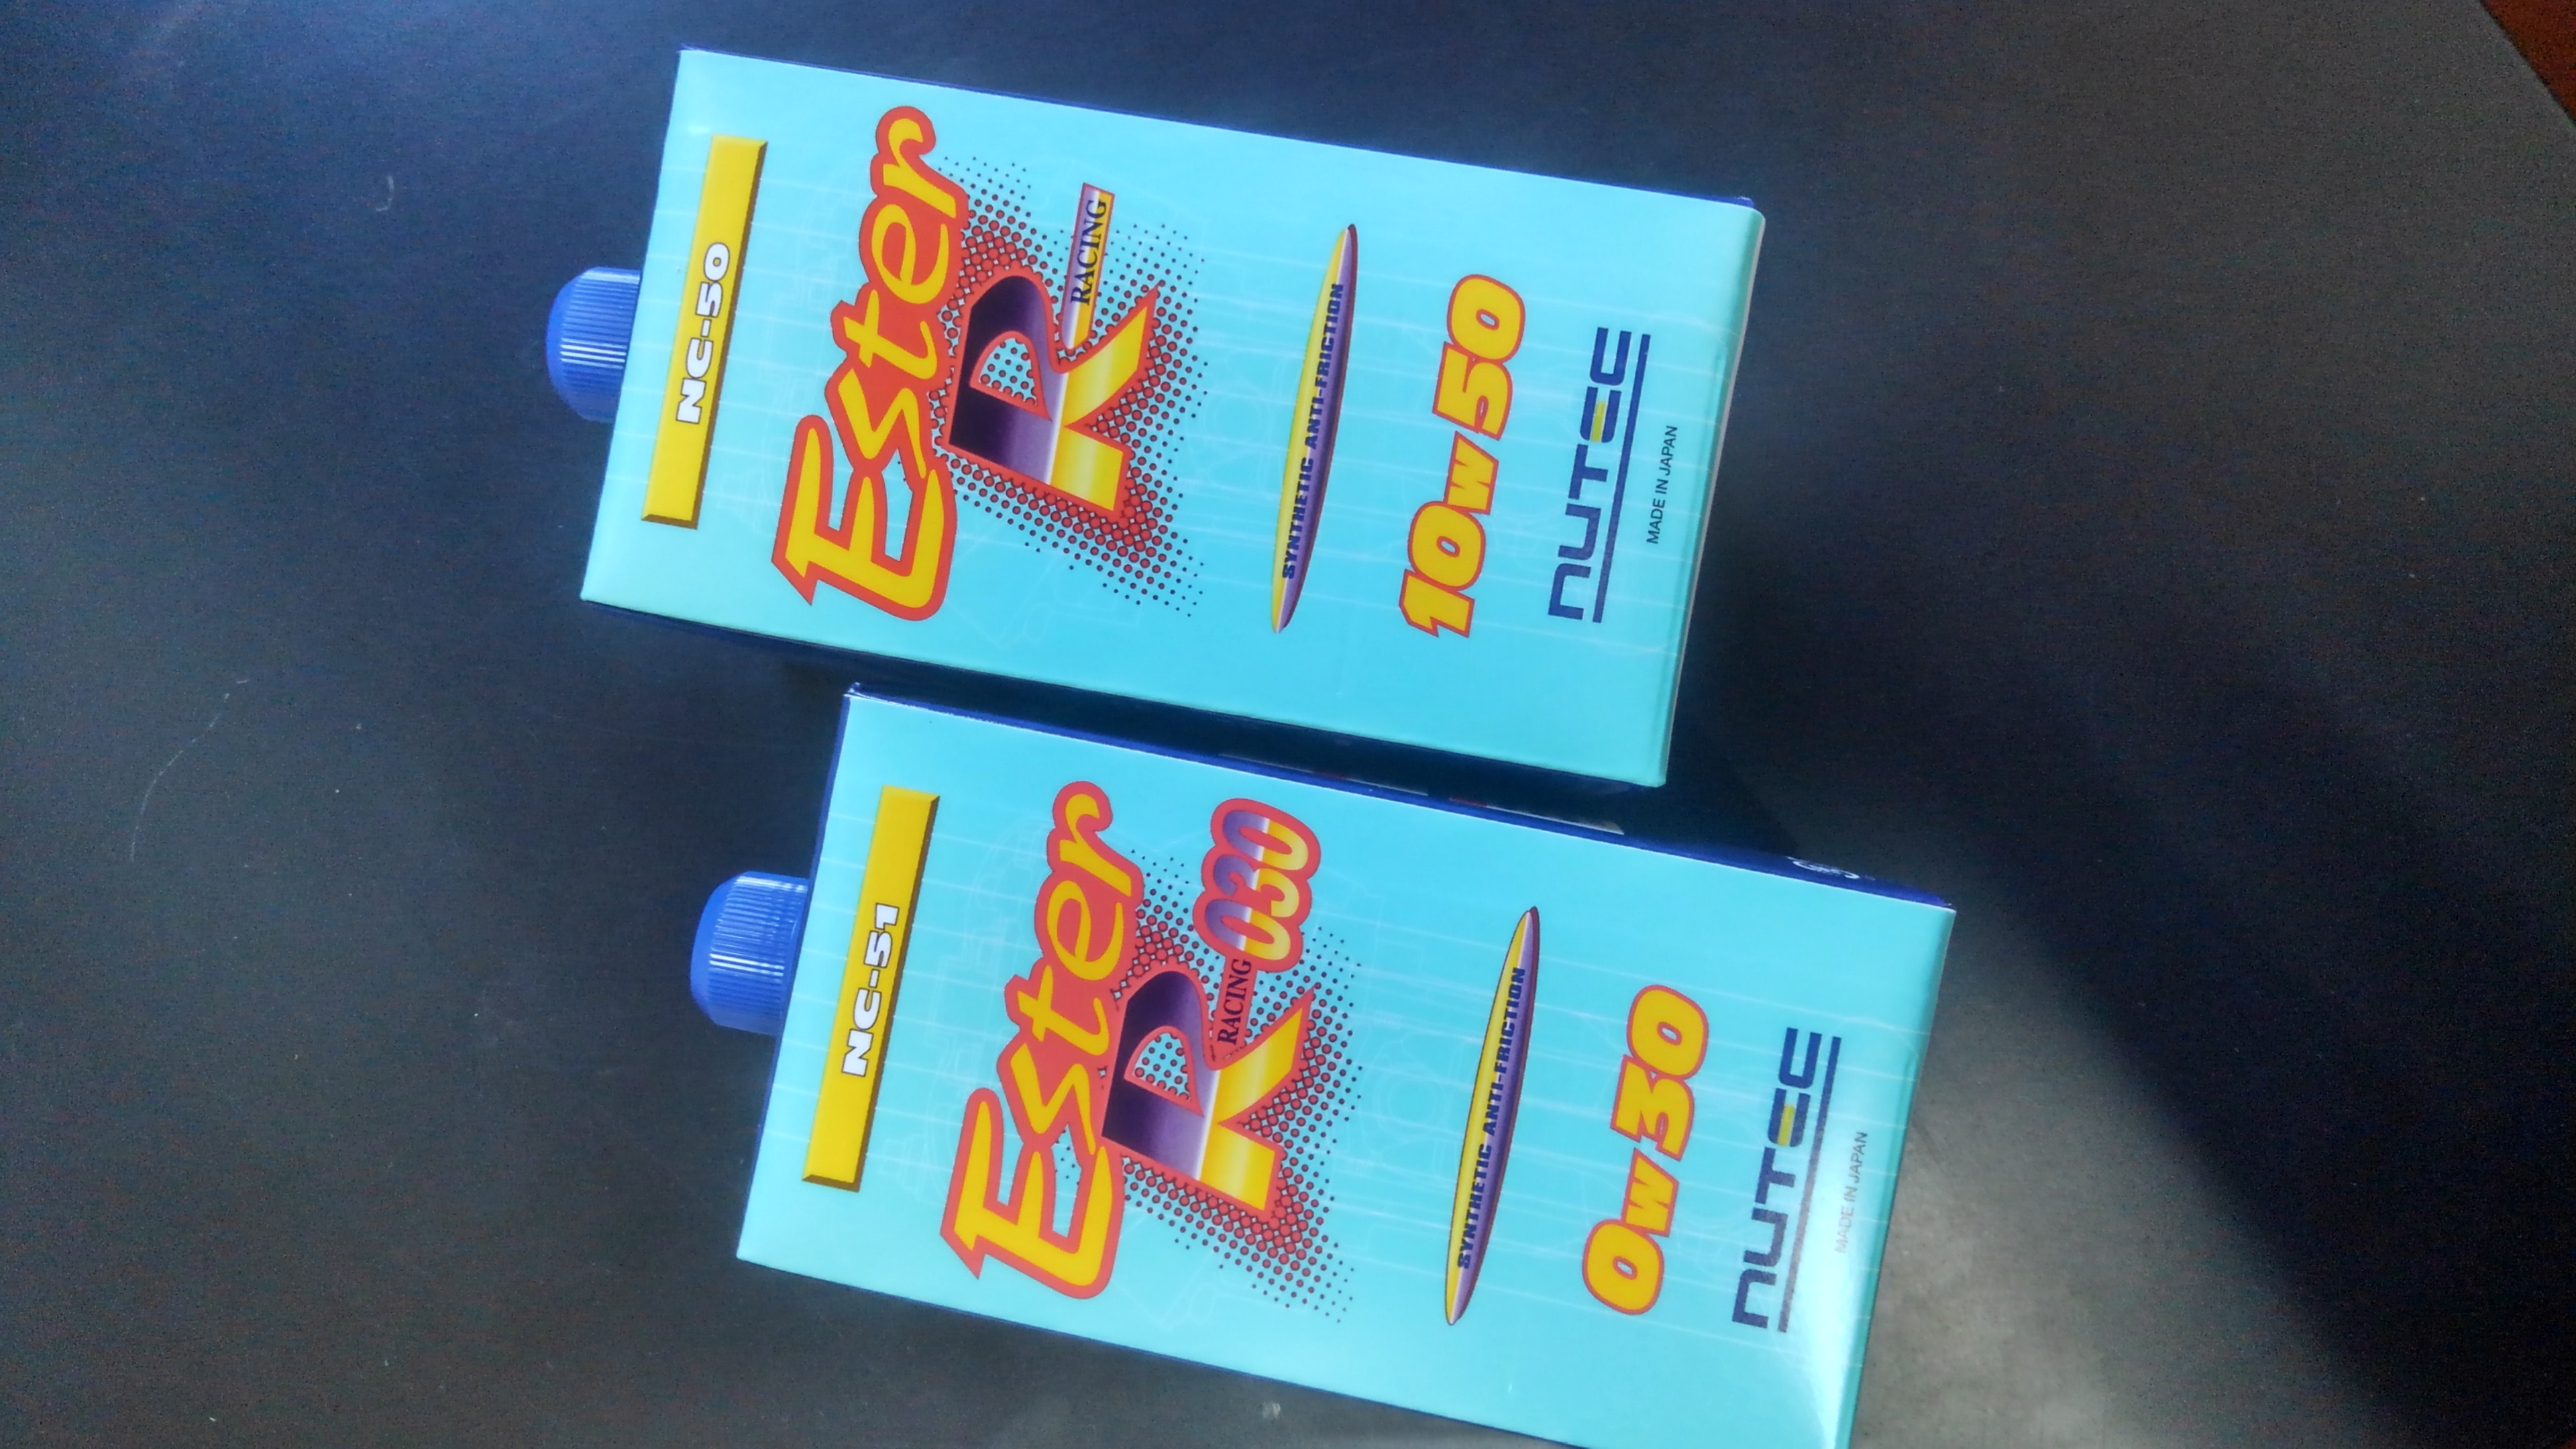 NC-50
Ester
R RACING
SYNTHETIC ANTI-FRICTION
10w50
NUTEC
MADE IN JAPAN
NC-51
Ester
R RACING 030
SYNTHETIC ANTI-FRICTION
0w30
NUTEC
MADE IN JAPAN